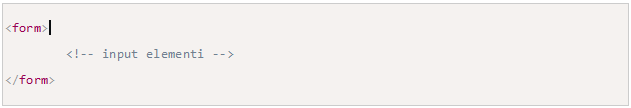 <form>
<!-- input elementi -->
</form>